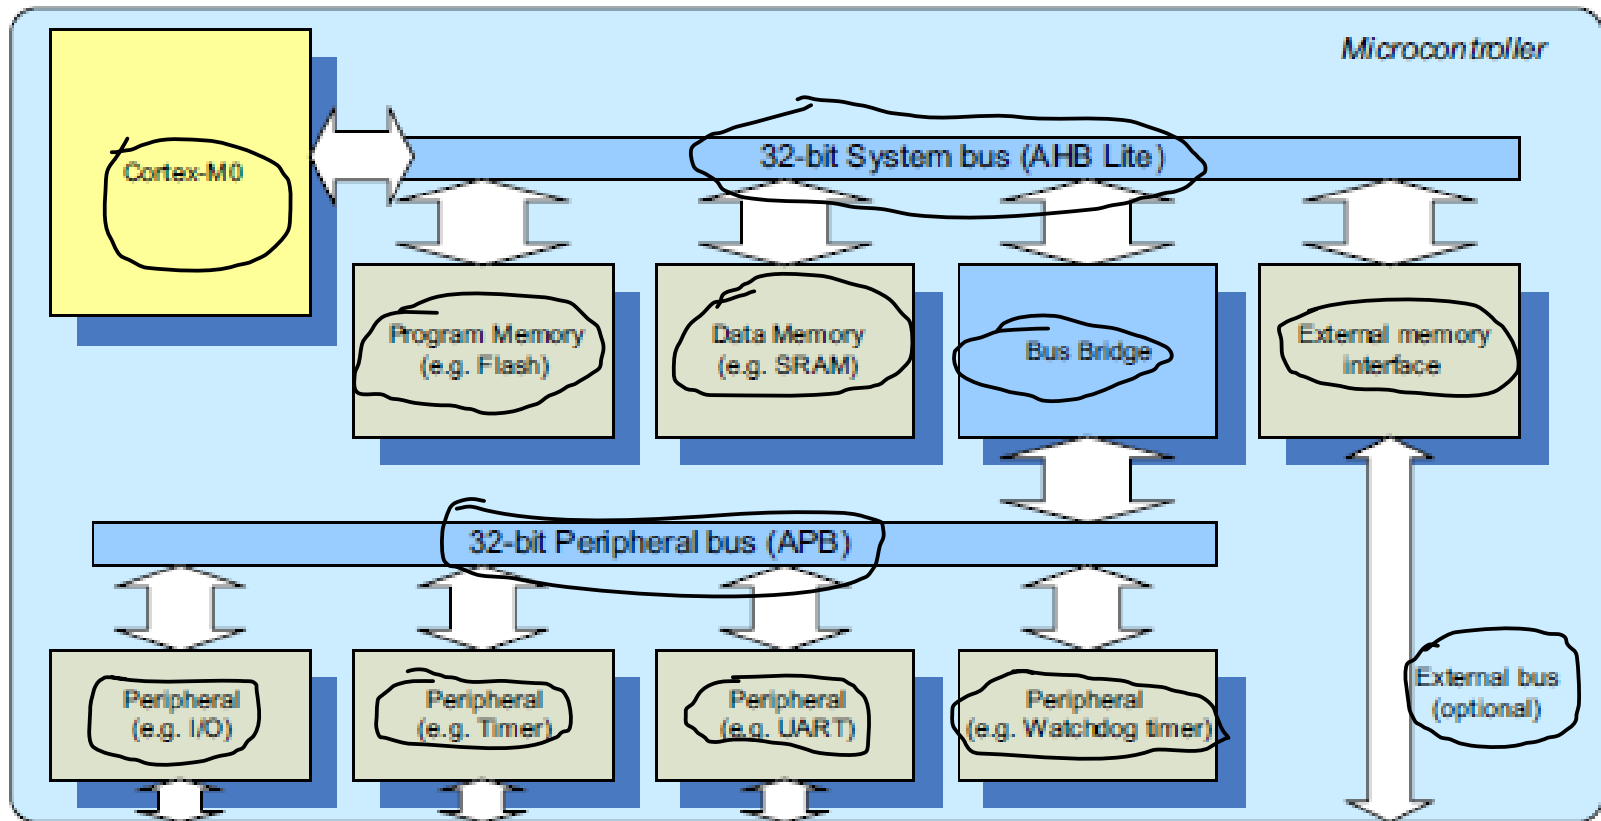 Microcontroller
Cortex-M0
32-bit System bus (AHB Lite)
Program Memory
(e.g. Flash)
Data Memory
(e.g. SRAM)
Bus Bridge
External memory
interface
32-bit Peripheral bus (APB)
Peripheral
(e.g. I/O)
Peripheral
(e.g. Timer)
Peripheral
(e.g. UART)
Peripheral
(e.g. Watchdog timer)
External bus
(optional)